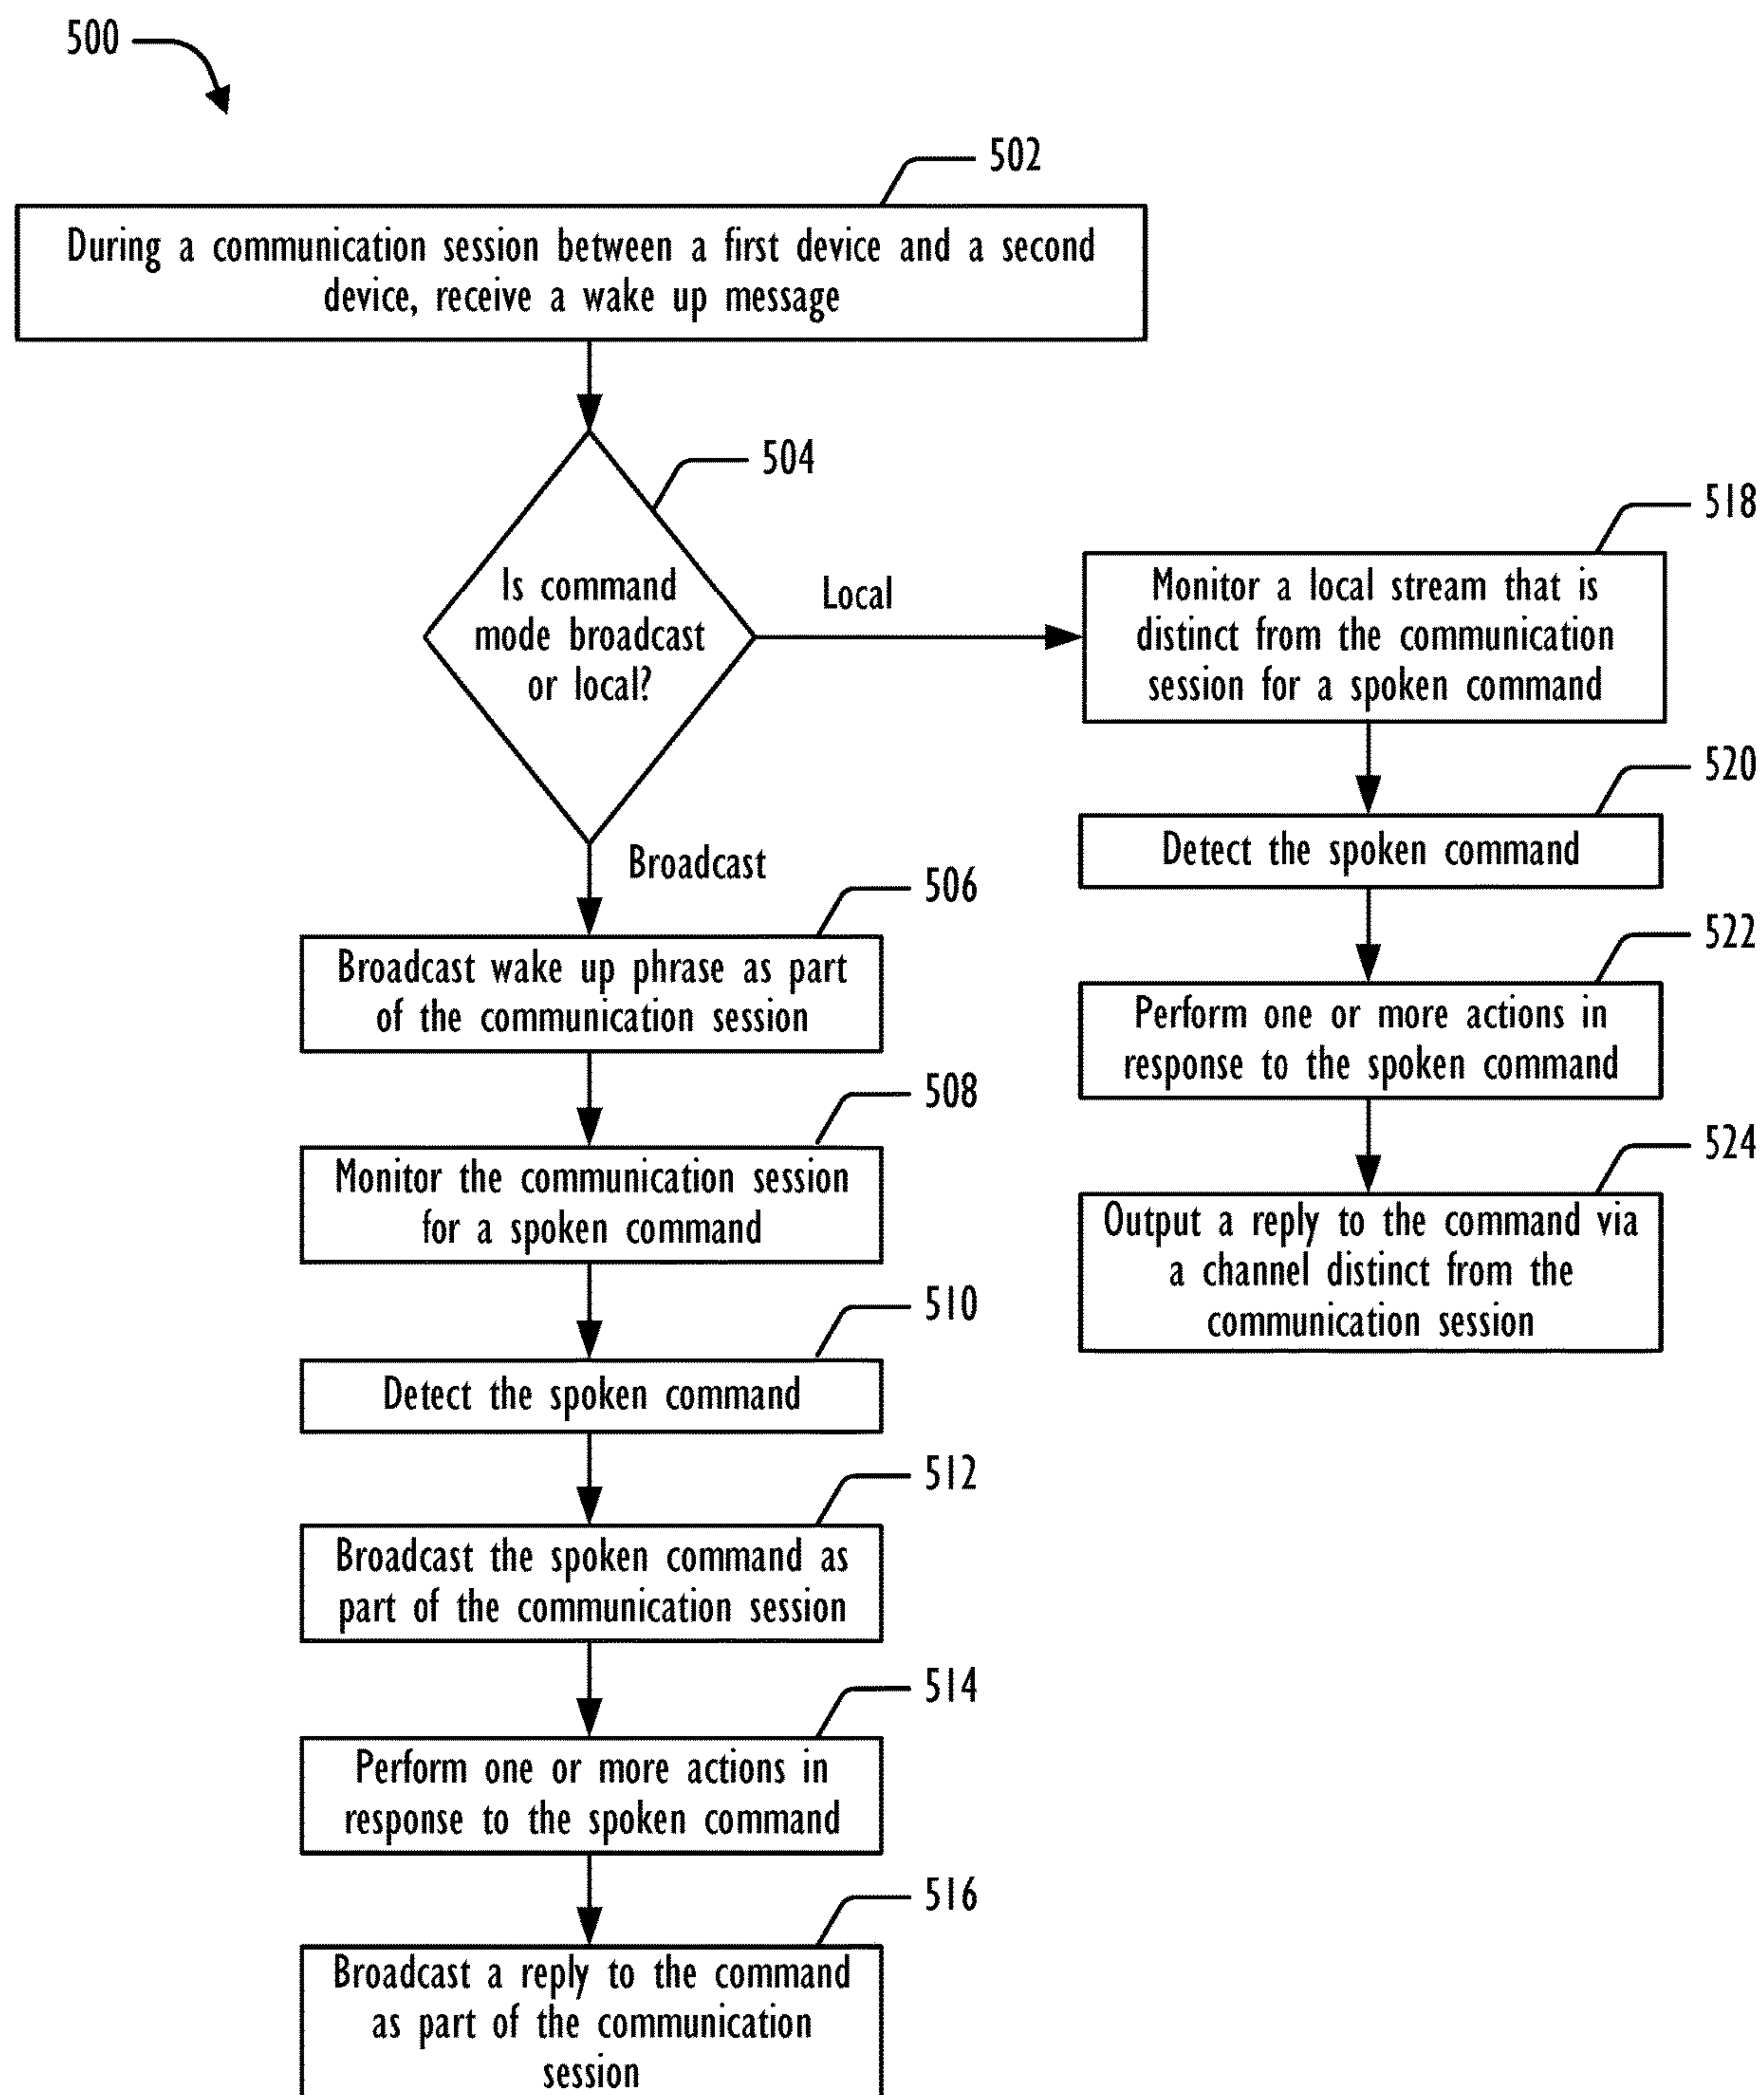 500
502
During a communication session between a first device and a second
device, receive a wake up message
504
Is command
mode broadcast
or local?
Local
Broadcast
506
Broadcast wake up phrase as part
of the communication session
508
Monitor the communication session
for a spoken command
510
Detect the spoken command
512
Broadcast the spoken command as
part of the communication session
514
Perform one or more actions in
response to the spoken command
516
Broadcast a reply to the command
as part of the communication
session
518
Monitor a local stream that is
distinct from the communication
session for a spoken command
520
Detect the spoken command
522
Perform one or more actions in
response to the spoken command
524
Output a reply to the command via
a channel distinct from the
communication session